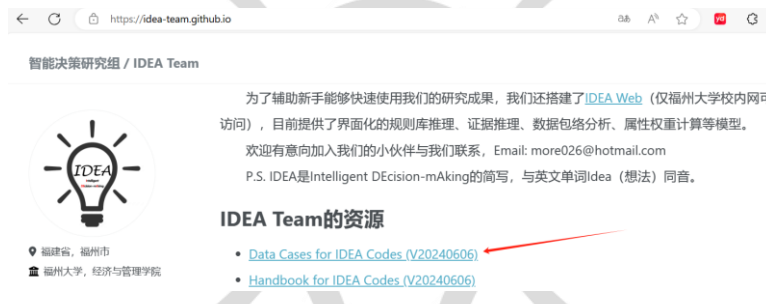 https://idea-team.github.io
智能决策研究组 / IDEA Team
为了辅助新手能够快速使用我们的研究成果，我们还搭建了IDEA Web（仅福州大学校内网可
访问），目前提供了界面化的规则库推理、证据推理、数据包络分析、属性权重计算等模型。
欢迎有意向加入我们的小伙伴与我们联系，Email: more026@hotmail.com
P.S. IDEA是Intelligent DEcision-mAking的简写，与英文单词Idea（想法）同音。
IDEA
Intelligent
DEcision-mAking
IDEA Team的资源
Data Cases for IDEA Codes (V20240606)
Handbook for IDEA Codes (V20240606)
福建省，福州市
福州大学，经济与管理学院